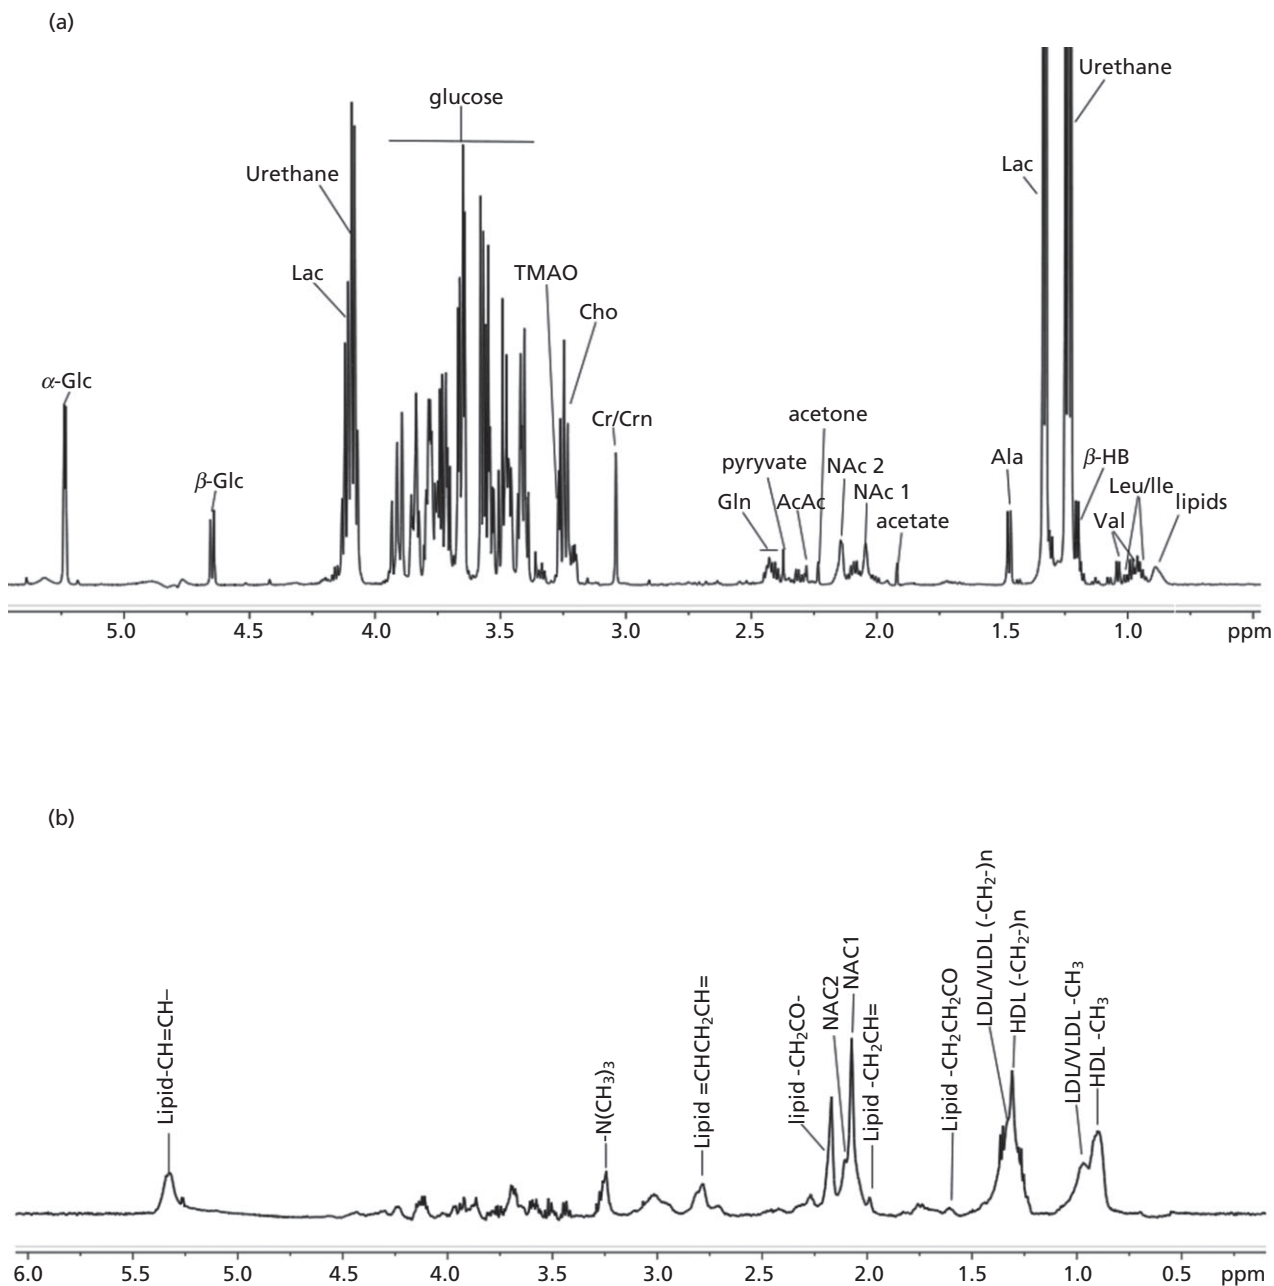 (a)
Urethane
glucose
Lac
Urethane
Lac
TMAO
Cho
α-Glc
acetone
Cr/Crn
Ala
β-HB
pyryvate
NAc 2
β-Glc
Leu/Ile
Gln
AcAc
NAc 1
lipids
acetate
Val
5.0 4.5 4.0 3.5 3.0 2.5 2.0 1.5 1.0 ppm
(b)
Lipid-CH=CH–
-N(CH3)3
Lipid =CHCH2CH=
lipid -CH2CO-
NAC2
NAC1
Lipid -CH2CH=
Lipid -CH2CH2CO
LDL/VLDL (-CH2-)n
HDL (-CH2-)n
LDL/VLDL -CH3
HDL -CH3
6.0 5.5 5.0 4.5 4.0 3.5 3.0 2.5 2.0 1.5 1.0 0.5 ppm